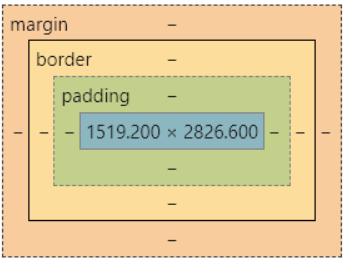 margin –
border –
padding –
– – – 1519.200 × 2826.600 – – –
–
–
–